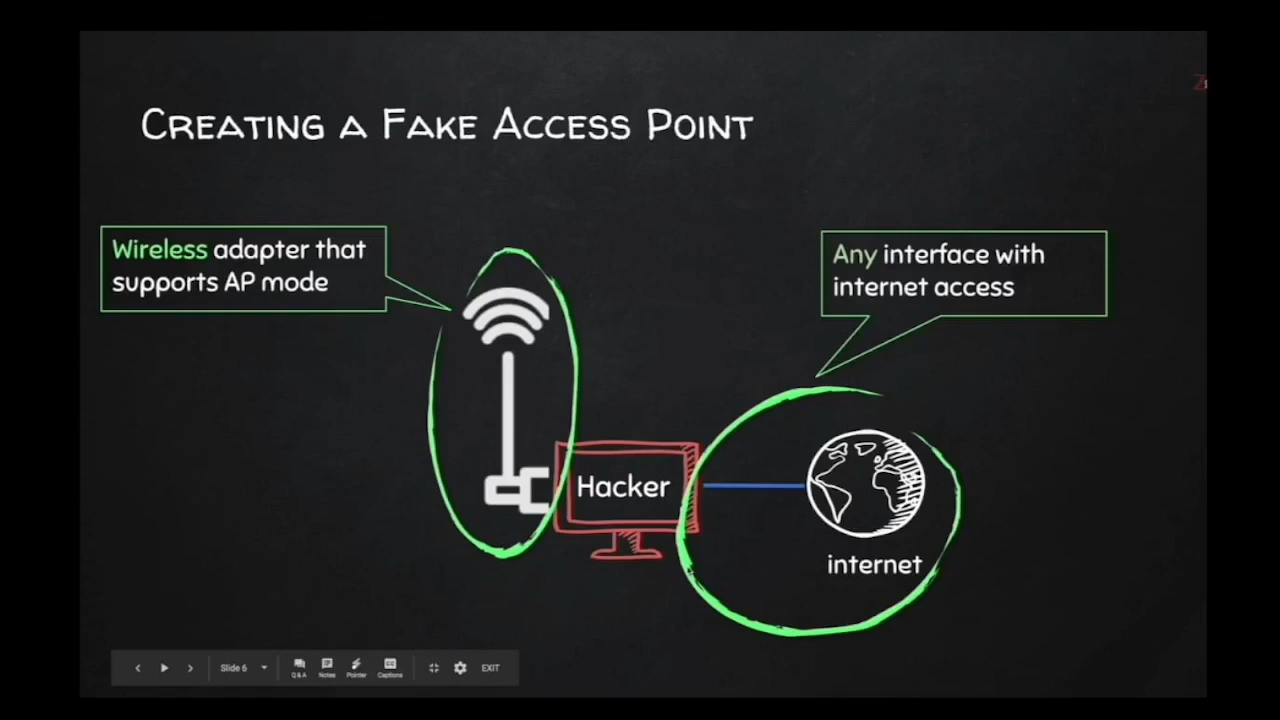 CREATING A FAKE ACCESS POINT
Wireless adapter that
supports AP mode
Any interface with
internet access
Hacker
internet
Slide 6
Q&A
Notes
Pointer
Captions
EXIT